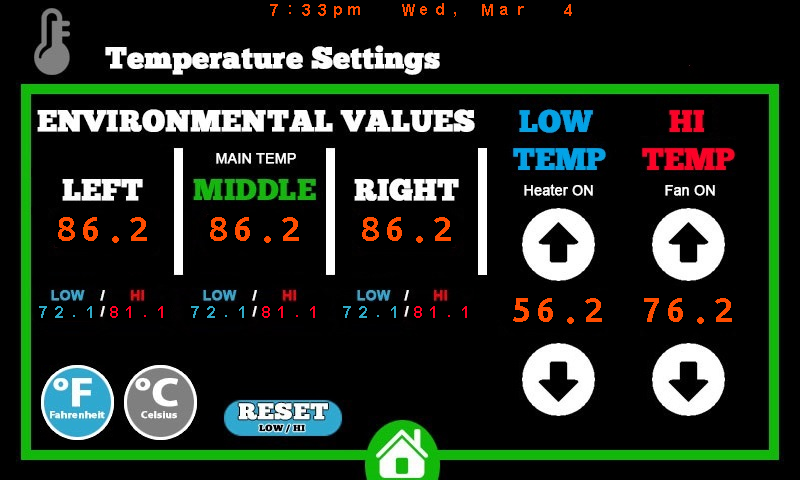 7:33pm Wed, Mar 4
Temperature Settings
ENVIRONMENTAL VALUES
LOW TEMP
Heater ON
HI TEMP
Fan ON
LEFT
86.2
MAIN TEMP
MIDDLE
86.2
RIGHT
86.2
LOW / HI
72.1/81.1
LOW / HI
72.1/81.1
LOW / HI
72.1/81.1
56.2
76.2
°F
Fahrenheit
°C
Celsius
RESET
LOW / HI